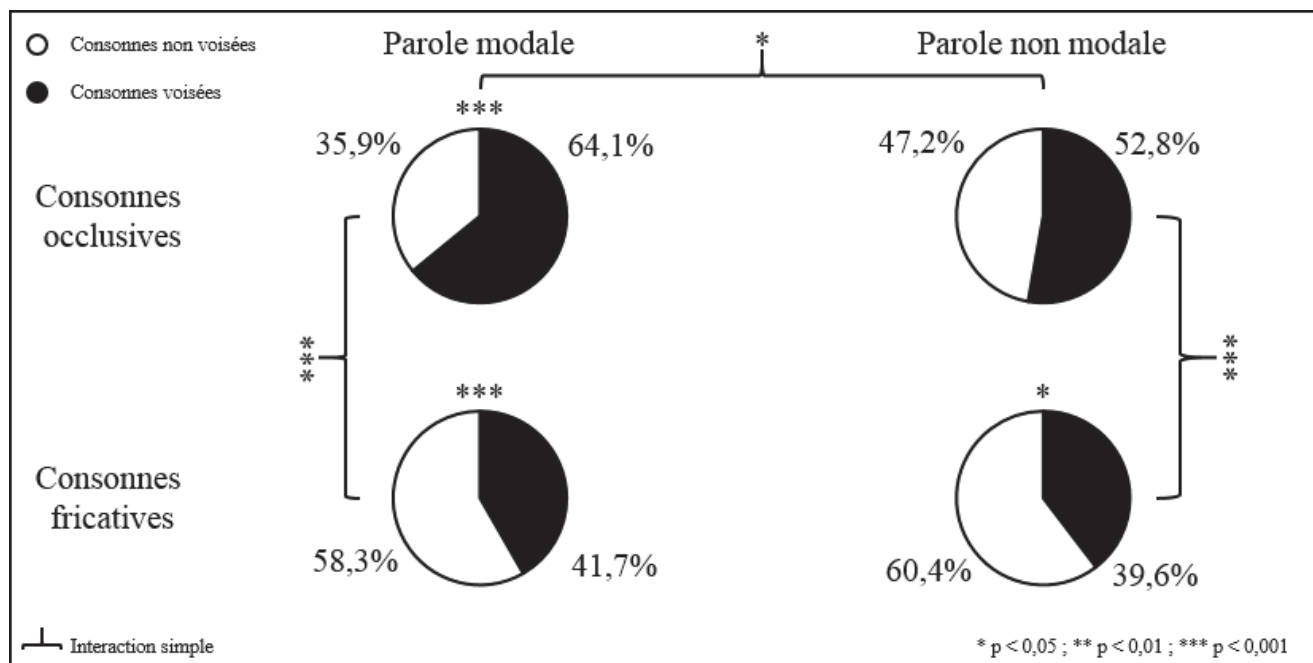 Consonnes non voisées
Consonnes voisées
Parole modale
*
Parole non modale
***
35,9%
64,1%
47,2%
52,8%
Consonnes
occlusives
***
***
***
*
Consonnes
fricatives
58,3%
41,7%
60,4%
39,6%
Interaction simple
* p < 0,05 ; ** p < 0,01 ; *** p < 0,001